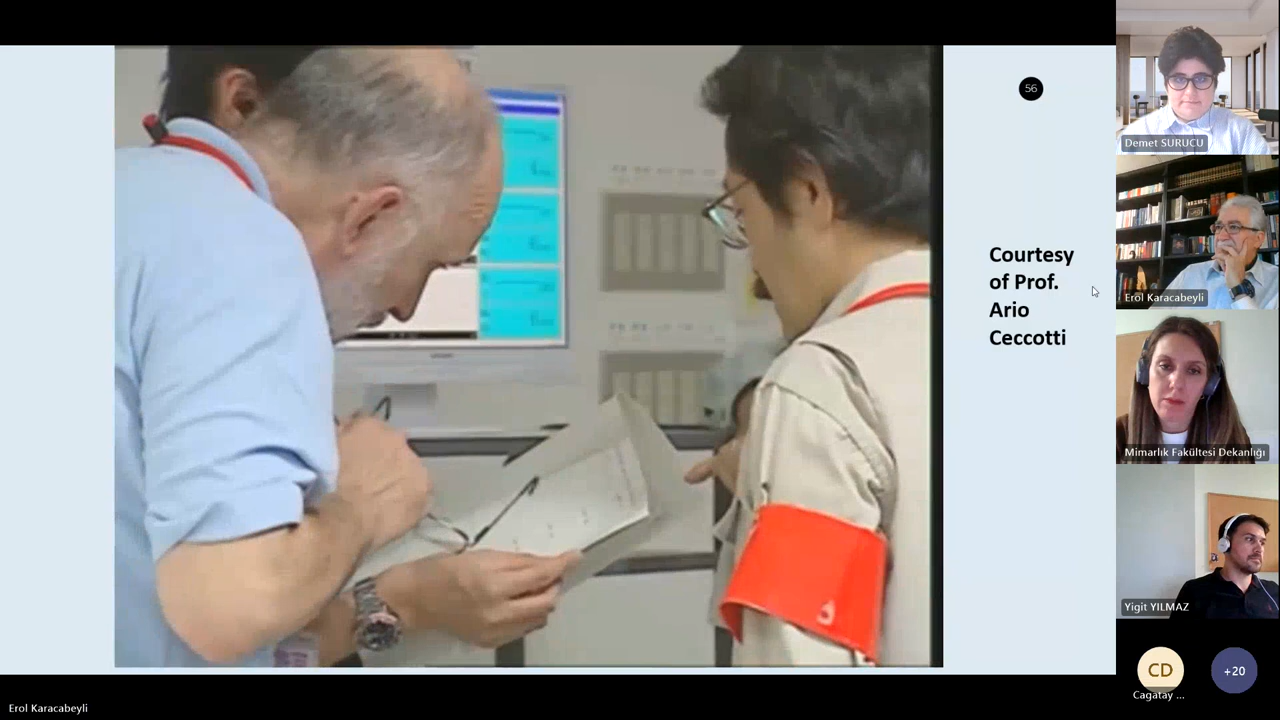 56
Courtesy
of Prof.
Ario
Ceccotti
Demet SURUCU
Erol Karacabeyli
Mimarlık Fakültesi Dekanlığı
Yigit YILMAZ
CD
Cagatay ...
+20
Erol Karacabeyli